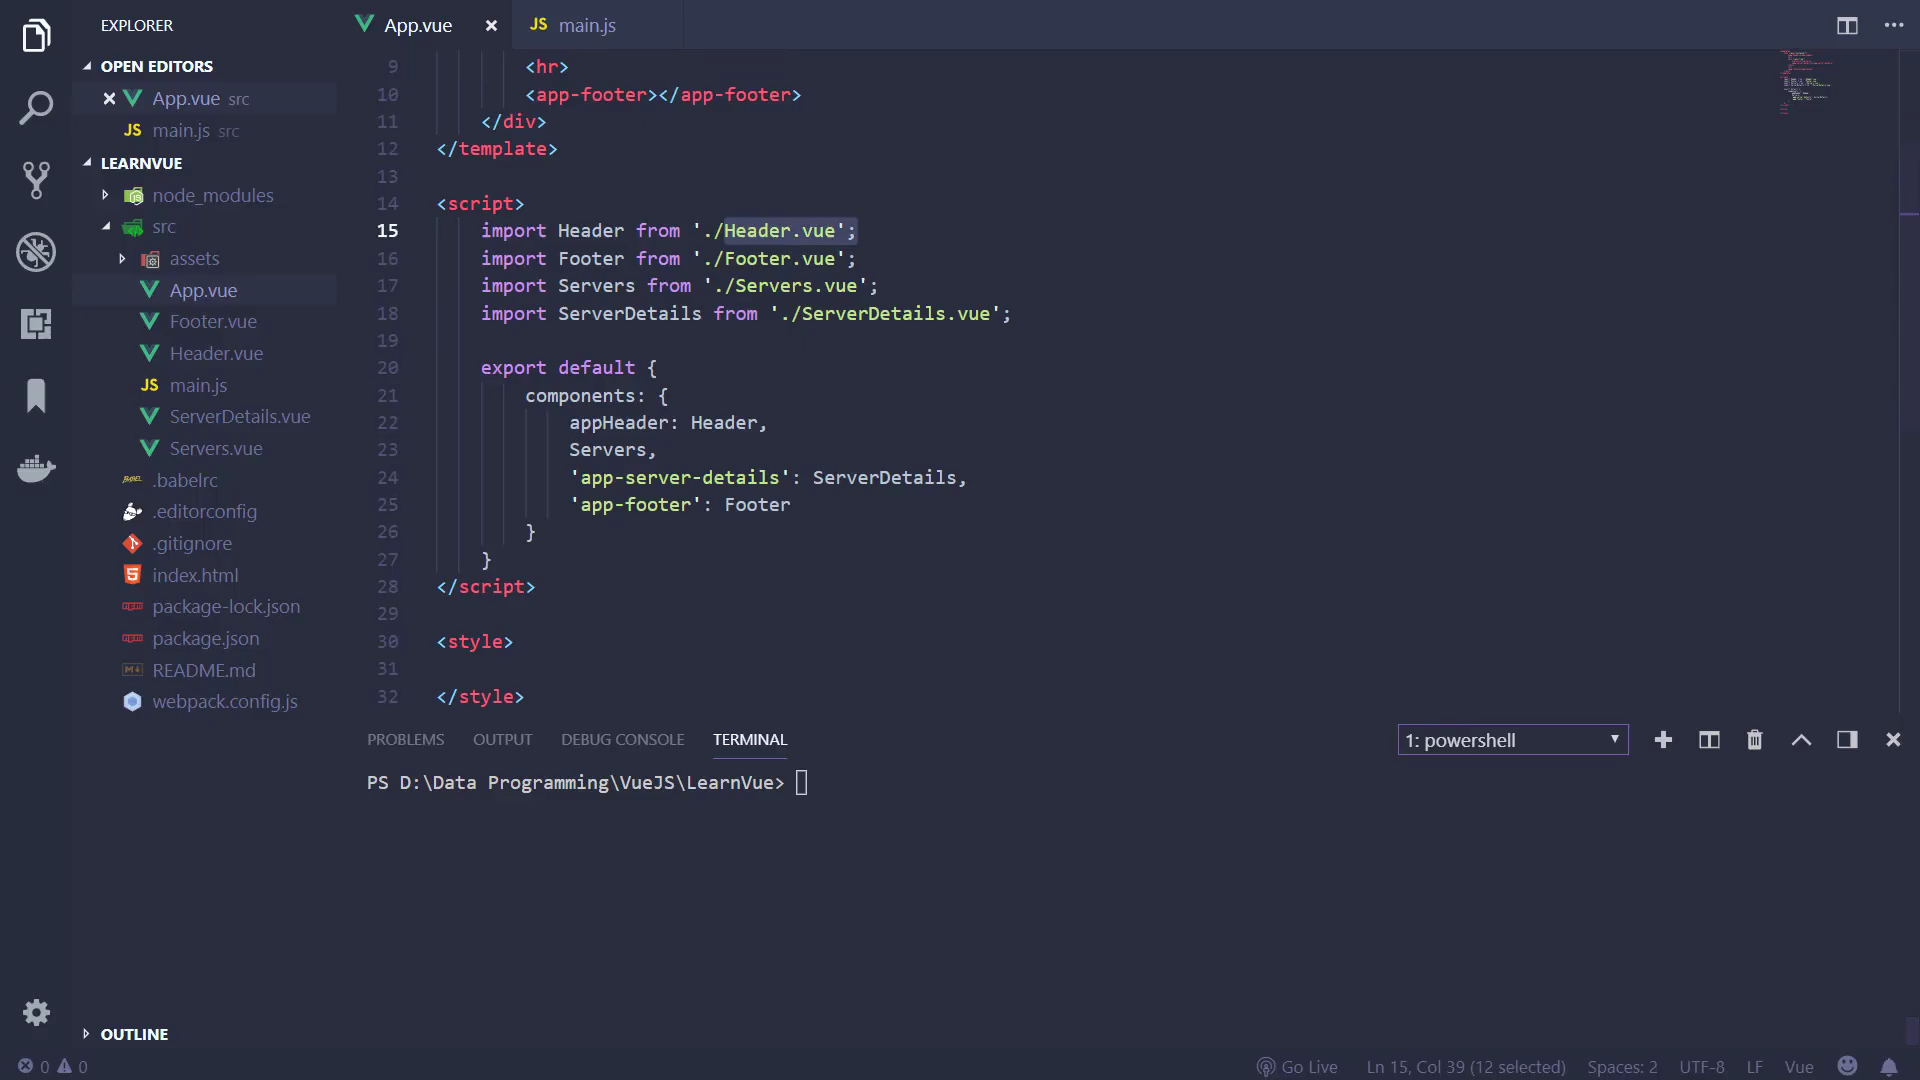 EXPLORER
OPEN EDITORS
App.vue src
JS main.js src
LEARNVUE
node_modules
src
assets
App.vue
Footer.vue
Header.vue
JS main.js
ServerDetails.vue
Servers.vue
.babelrc
.editorconfig
.gitignore
index.html
package-lock.json
package.json
README.md
webpack.config.js
OUTLINE
App.vue
JS main.js
9 <hr>
10 <app-footer></app-footer>
11 </div>
12 </template>
13
14 <script>
15 import Header from './Header.vue';
16 import Footer from './Footer.vue';
17 import Servers from './Servers.vue';
18 import ServerDetails from './ServerDetails.vue';
19
20 export default {
21 components: {
22 appHeader: Header,
23 Servers,
24 'app-server-details': ServerDetails,
25 'app-footer': Footer
26 }
27 }
28 </script>
29
30 <style>
31
32 </style>
PROBLEMS OUTPUT DEBUG CONSOLE TERMINAL 1: powershell
PS D:\Data Programming\VueJS\LearnVue>
0 0 Go Live Ln 15, Col 39 (12 selected) Spaces: 2 UTF-8 LF Vue